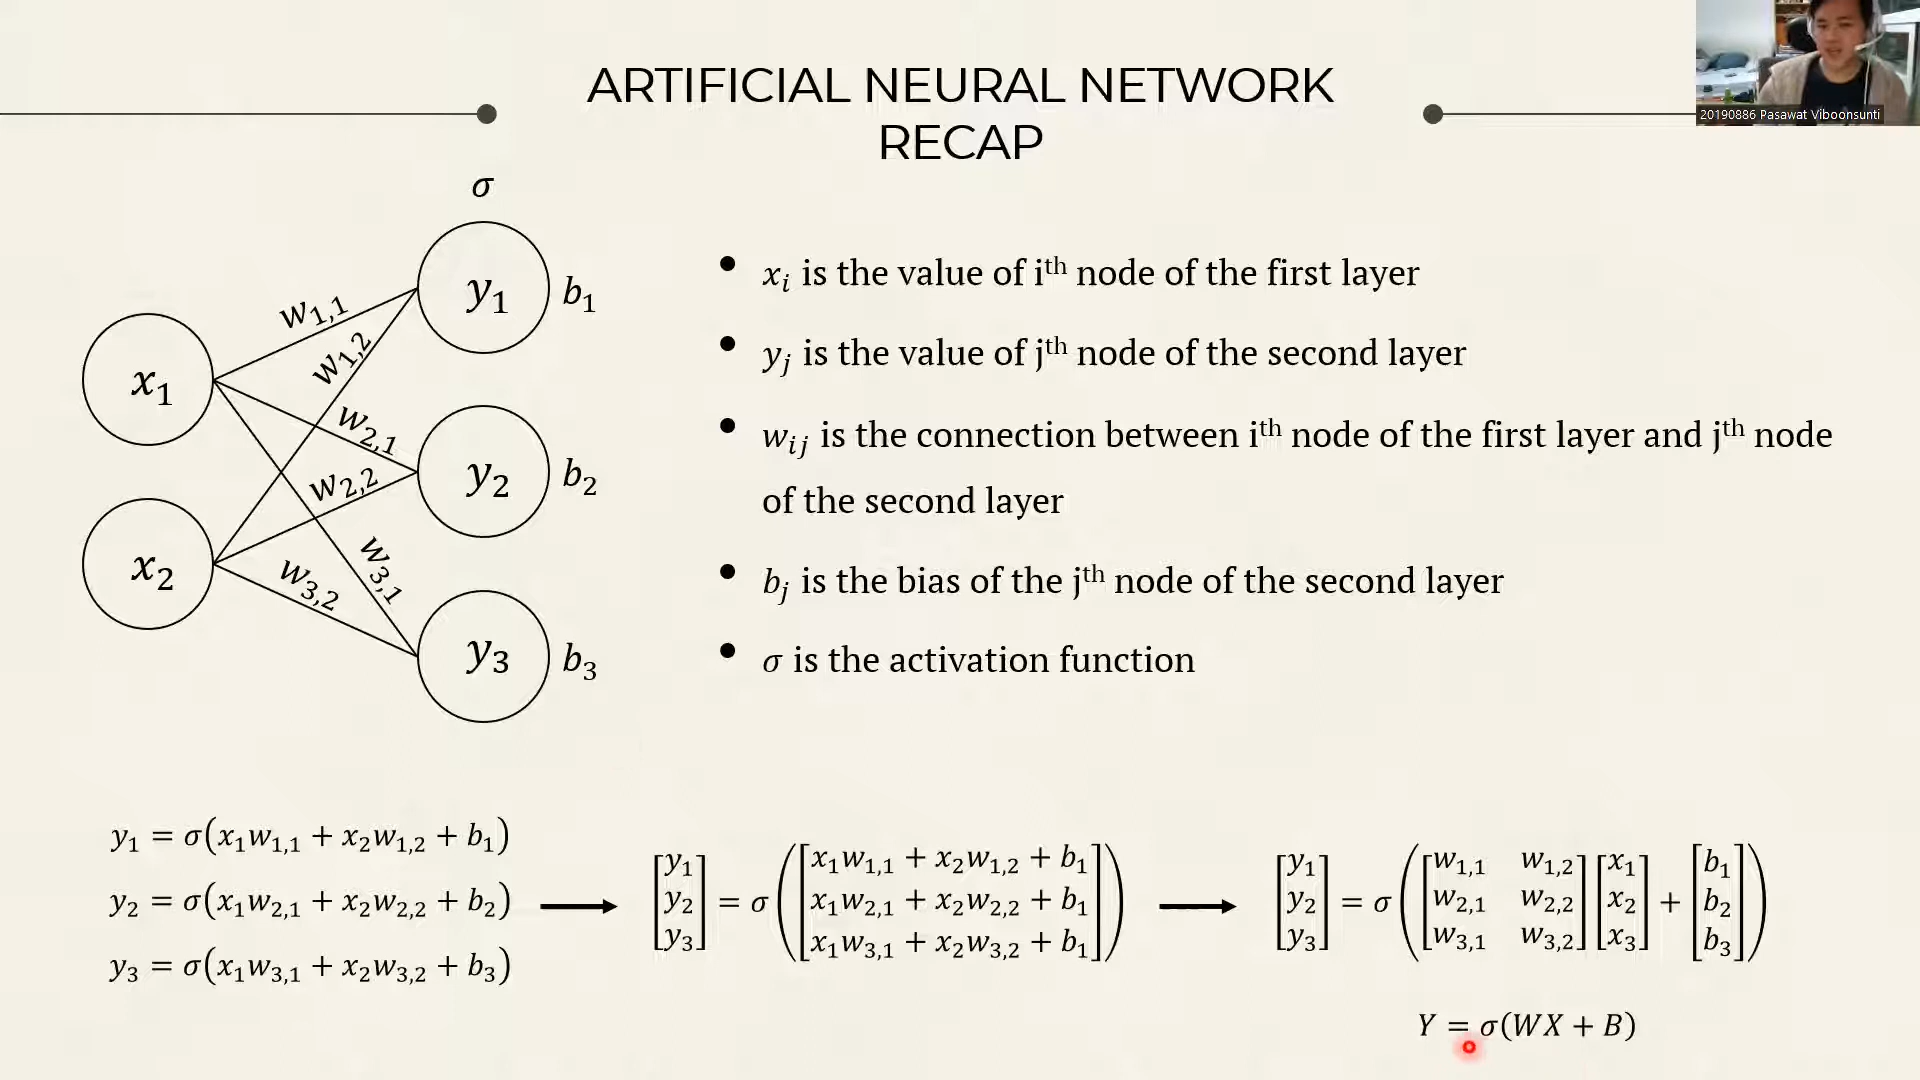 ARTIFICIAL NEURAL NETWORK
RECAP
20190886 Pasawat Viboonsunti
σ
y₁ b₁
w₁,₁
w₁,₂
x₁
w₂,₁
y₂ b₂
w₂,₂
x₂
w₃,₁
w₃,₂
y₃ b₃
• xᵢ is the value of iᵗʰ node of the first layer
• yⱼ is the value of jᵗʰ node of the second layer
• wᵢⱼ is the connection between iᵗʰ node of the first layer and jᵗʰ node
of the second layer
• bⱼ is the bias of the jᵗʰ node of the second layer
• σ is the activation function
y₁ = σ(x₁w₁,₁ + x₂w₁,₂ + b₁)
y₂ = σ(x₁w₂,₁ + x₂w₂,₂ + b₂)
y₃ = σ(x₁w₃,₁ + x₂w₃,₂ + b₃)
[y₁ y₂ y₃] = σ([x₁w₁,₁ + x₂w₁,₂ + b₁
x₁w₂,₁ + x₂w₂,₂ + b₁
x₁w₃,₁ + x₂w₃,₂ + b₁])
[y₁ y₂ y₃] = σ([w₁,₁ w₁,₂
w₂,₁ w₂,₂
w₃,₁ w₃,₂] [x₁ x₂ x₃] + [b₁ b₂ b₃])
Y = σ(WX + B)